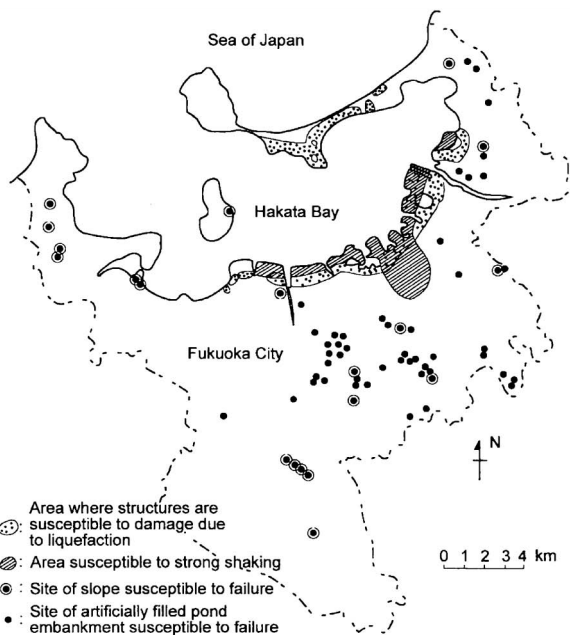 Sea of Japan
Hakata Bay
Fukuoka City
N
Area where structures are
susceptible to damage due
to liquefaction
: Area susceptible to strong shaking
: Site of slope susceptible to failure
: Site of artificially filled pond
embankment susceptible to failure
0 1 2 3 4 km